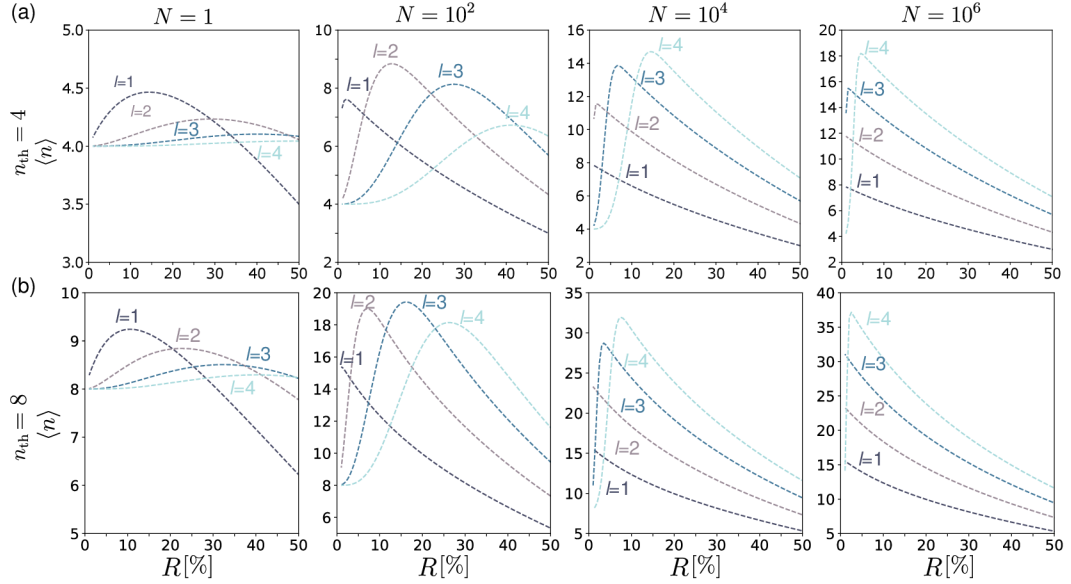 (a)
N = 1
N = 10²
N = 10⁴
N = 10⁶
n_th = 4
⟨n⟩
5.0
4.5
4.0
3.5
3.0
l=1
l=2
l=3
l=4
0 10 20 30 40 50
10
8
6
4
2
l=1
l=2
l=3
l=4
0 10 20 30 40 50
16
14
12
10
8
6
4
2
l=4
l=3
l=2
l=1
0 10 20 30 40 50
20
18
16
14
12
10
8
6
4
2
l=4
l=3
l=2
l=1
0 10 20 30 40 50
(b)
n_th = 8
⟨n⟩
10
9
8
7
6
5
l=1
l=2
l=3
l=4
0 10 20 30 40 50
R[%]
20
18
16
14
12
10
8
6
l=2
l=3
l=4
l=1
0 10 20 30 40 50
R[%]
35
30
25
20
15
10
5
l=4
l=3
l=2
l=1
0 10 20 30 40 50
R[%]
40
35
30
25
20
15
10
5
l=4
l=3
l=2
l=1
0 10 20 30 40 50
R[%]